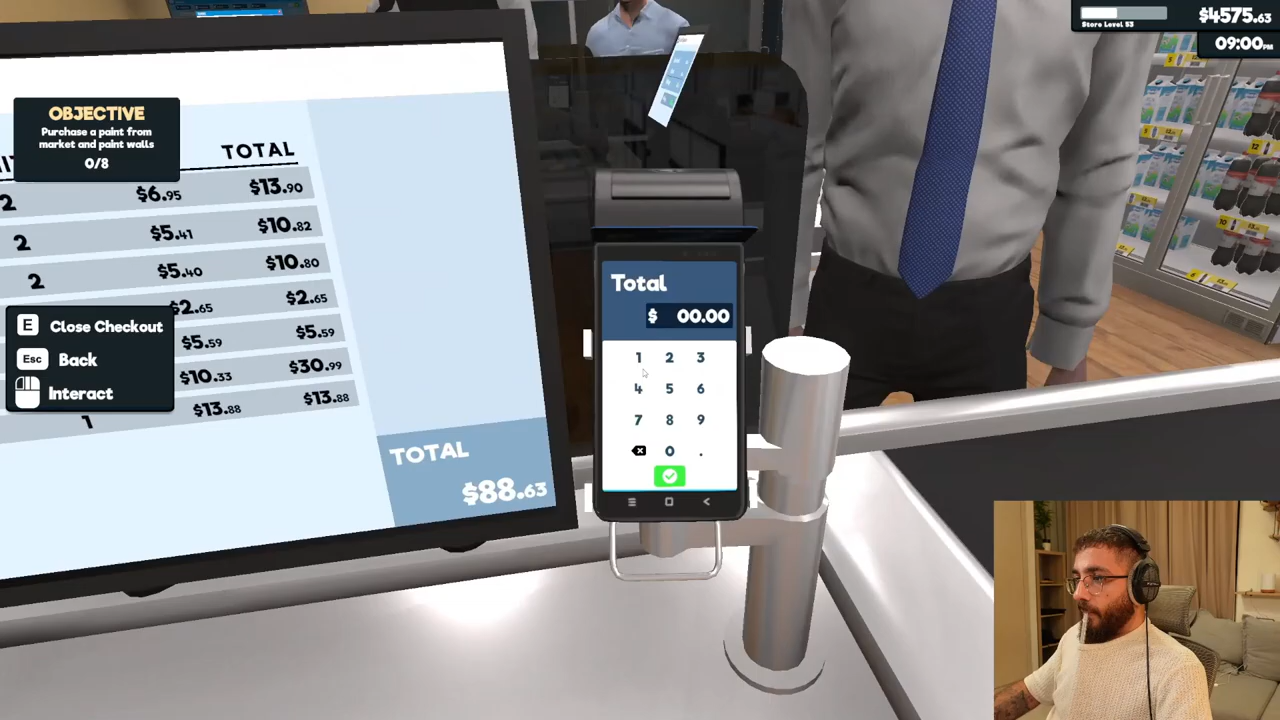 $4575.63
Store Level 53
09:00PM
OBJECTIVE
Purchase a paint from
market and paint walls
0/8
TOTAL
2 $6.95 $13.90
2 $5.41 $10.82
2 $5.40 $10.80
$2.65 $2.65
$5.59 $5.59
$10.33 $30.99
1 $13.88 $13.88
E Close Checkout
Esc Back
Interact
TOTAL
$88.63
Total
$ 00.00
1 2 3
4 5 6
7 8 9
0 .